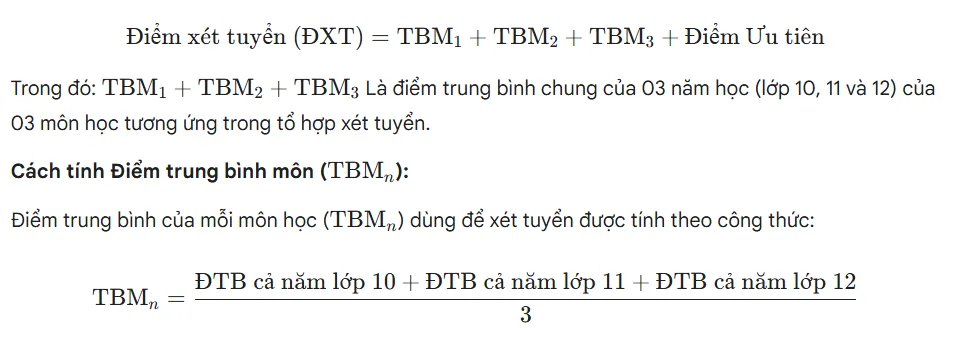 Điểm xét tuyển (ĐXT) = TBM₁ + TBM₂ + TBM₃ + Điểm Ưu tiên
Trong đó: TBM₁ + TBM₂ + TBM₃ Là điểm trung bình chung của 03 năm học (lớp 10, 11 và 12) của
03 môn học tương ứng trong tổ hợp xét tuyển.
Cách tính Điểm trung bình môn (TBMₙ):
Điểm trung bình của mỗi môn học (TBMₙ) dùng để xét tuyển được tính theo công thức:
TBMₙ = ĐTB cả năm lớp 10 + ĐTB cả năm lớp 11 + ĐTB cả năm lớp 12
3